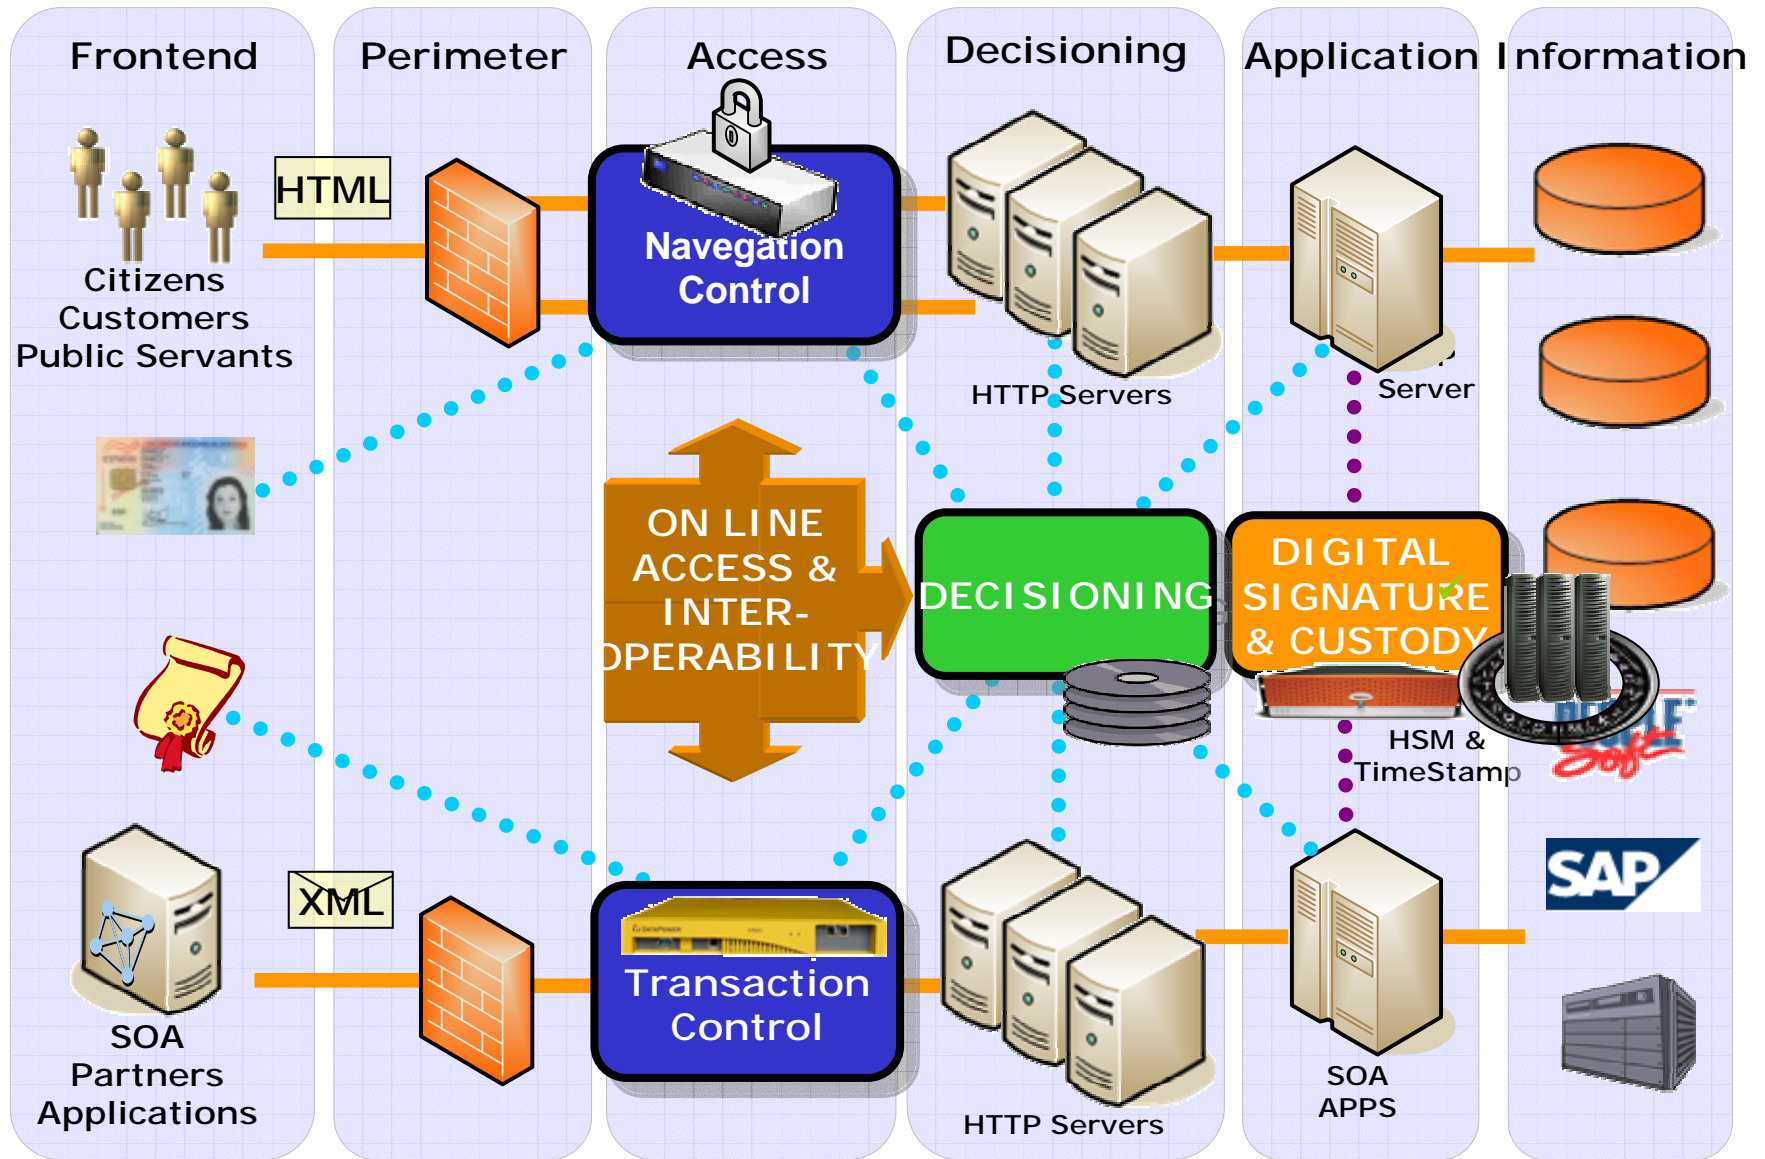 Frontend
Perimeter
Access
Decisioning
Application
Information
HTML
Citizens
Customers
Public Servants
Navegation
Control
HTTP Servers
Server
ON LINE
ACCESS &
INTER-
OPERABILITY
DECISIONING
DIGITAL
SIGNATURE
& CUSTODY
HSM &
TimeStamp
Soft
SAP
XML
DATAPOWER
Transaction
Control
SOA
Partners
Applications
HTTP Servers
SOA
APPS